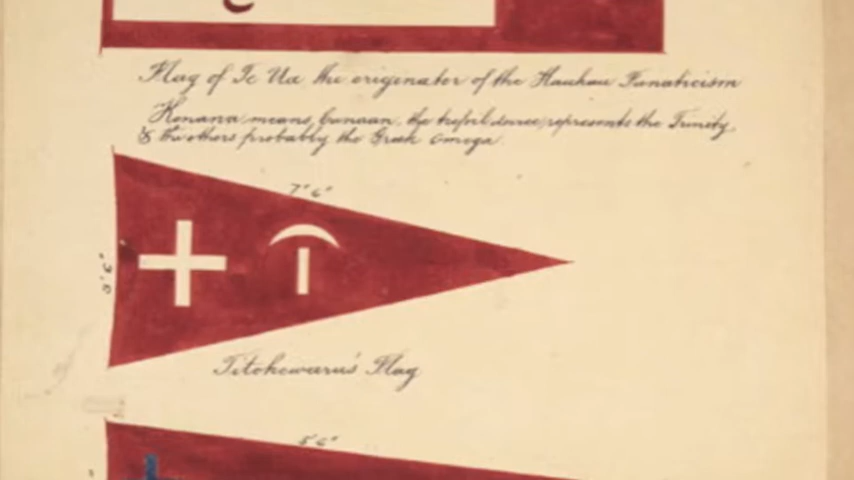 Flag of Te Ua the originator of the Hauhau Fanaticism
Kenana means Canaan, the trefoil device, represents the Trinity,
& the others probably the Greek Omega
7' 6"
3' 6"
Titokowaru's Flag
5' 6"